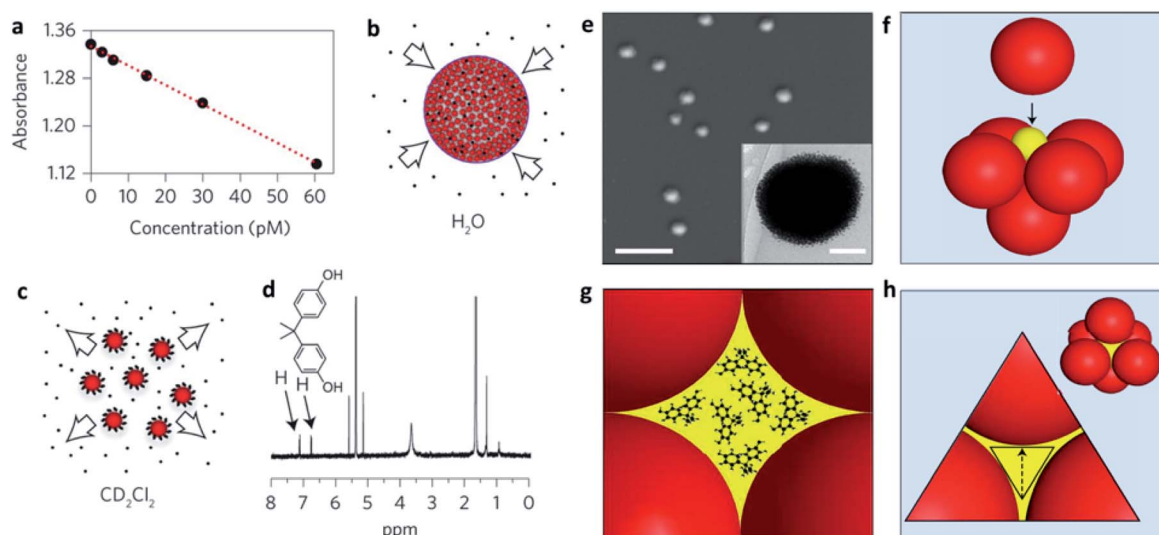 a
1.36
1.28
1.20
1.12
Absorbance
0 10 20 30 40 50 60
Concentration (pM)
b
H₂O
c
CD₂Cl₂
d
OH
OH
H H
8 7 6 5 4 3 2 1 0
ppm
e
f
g
h